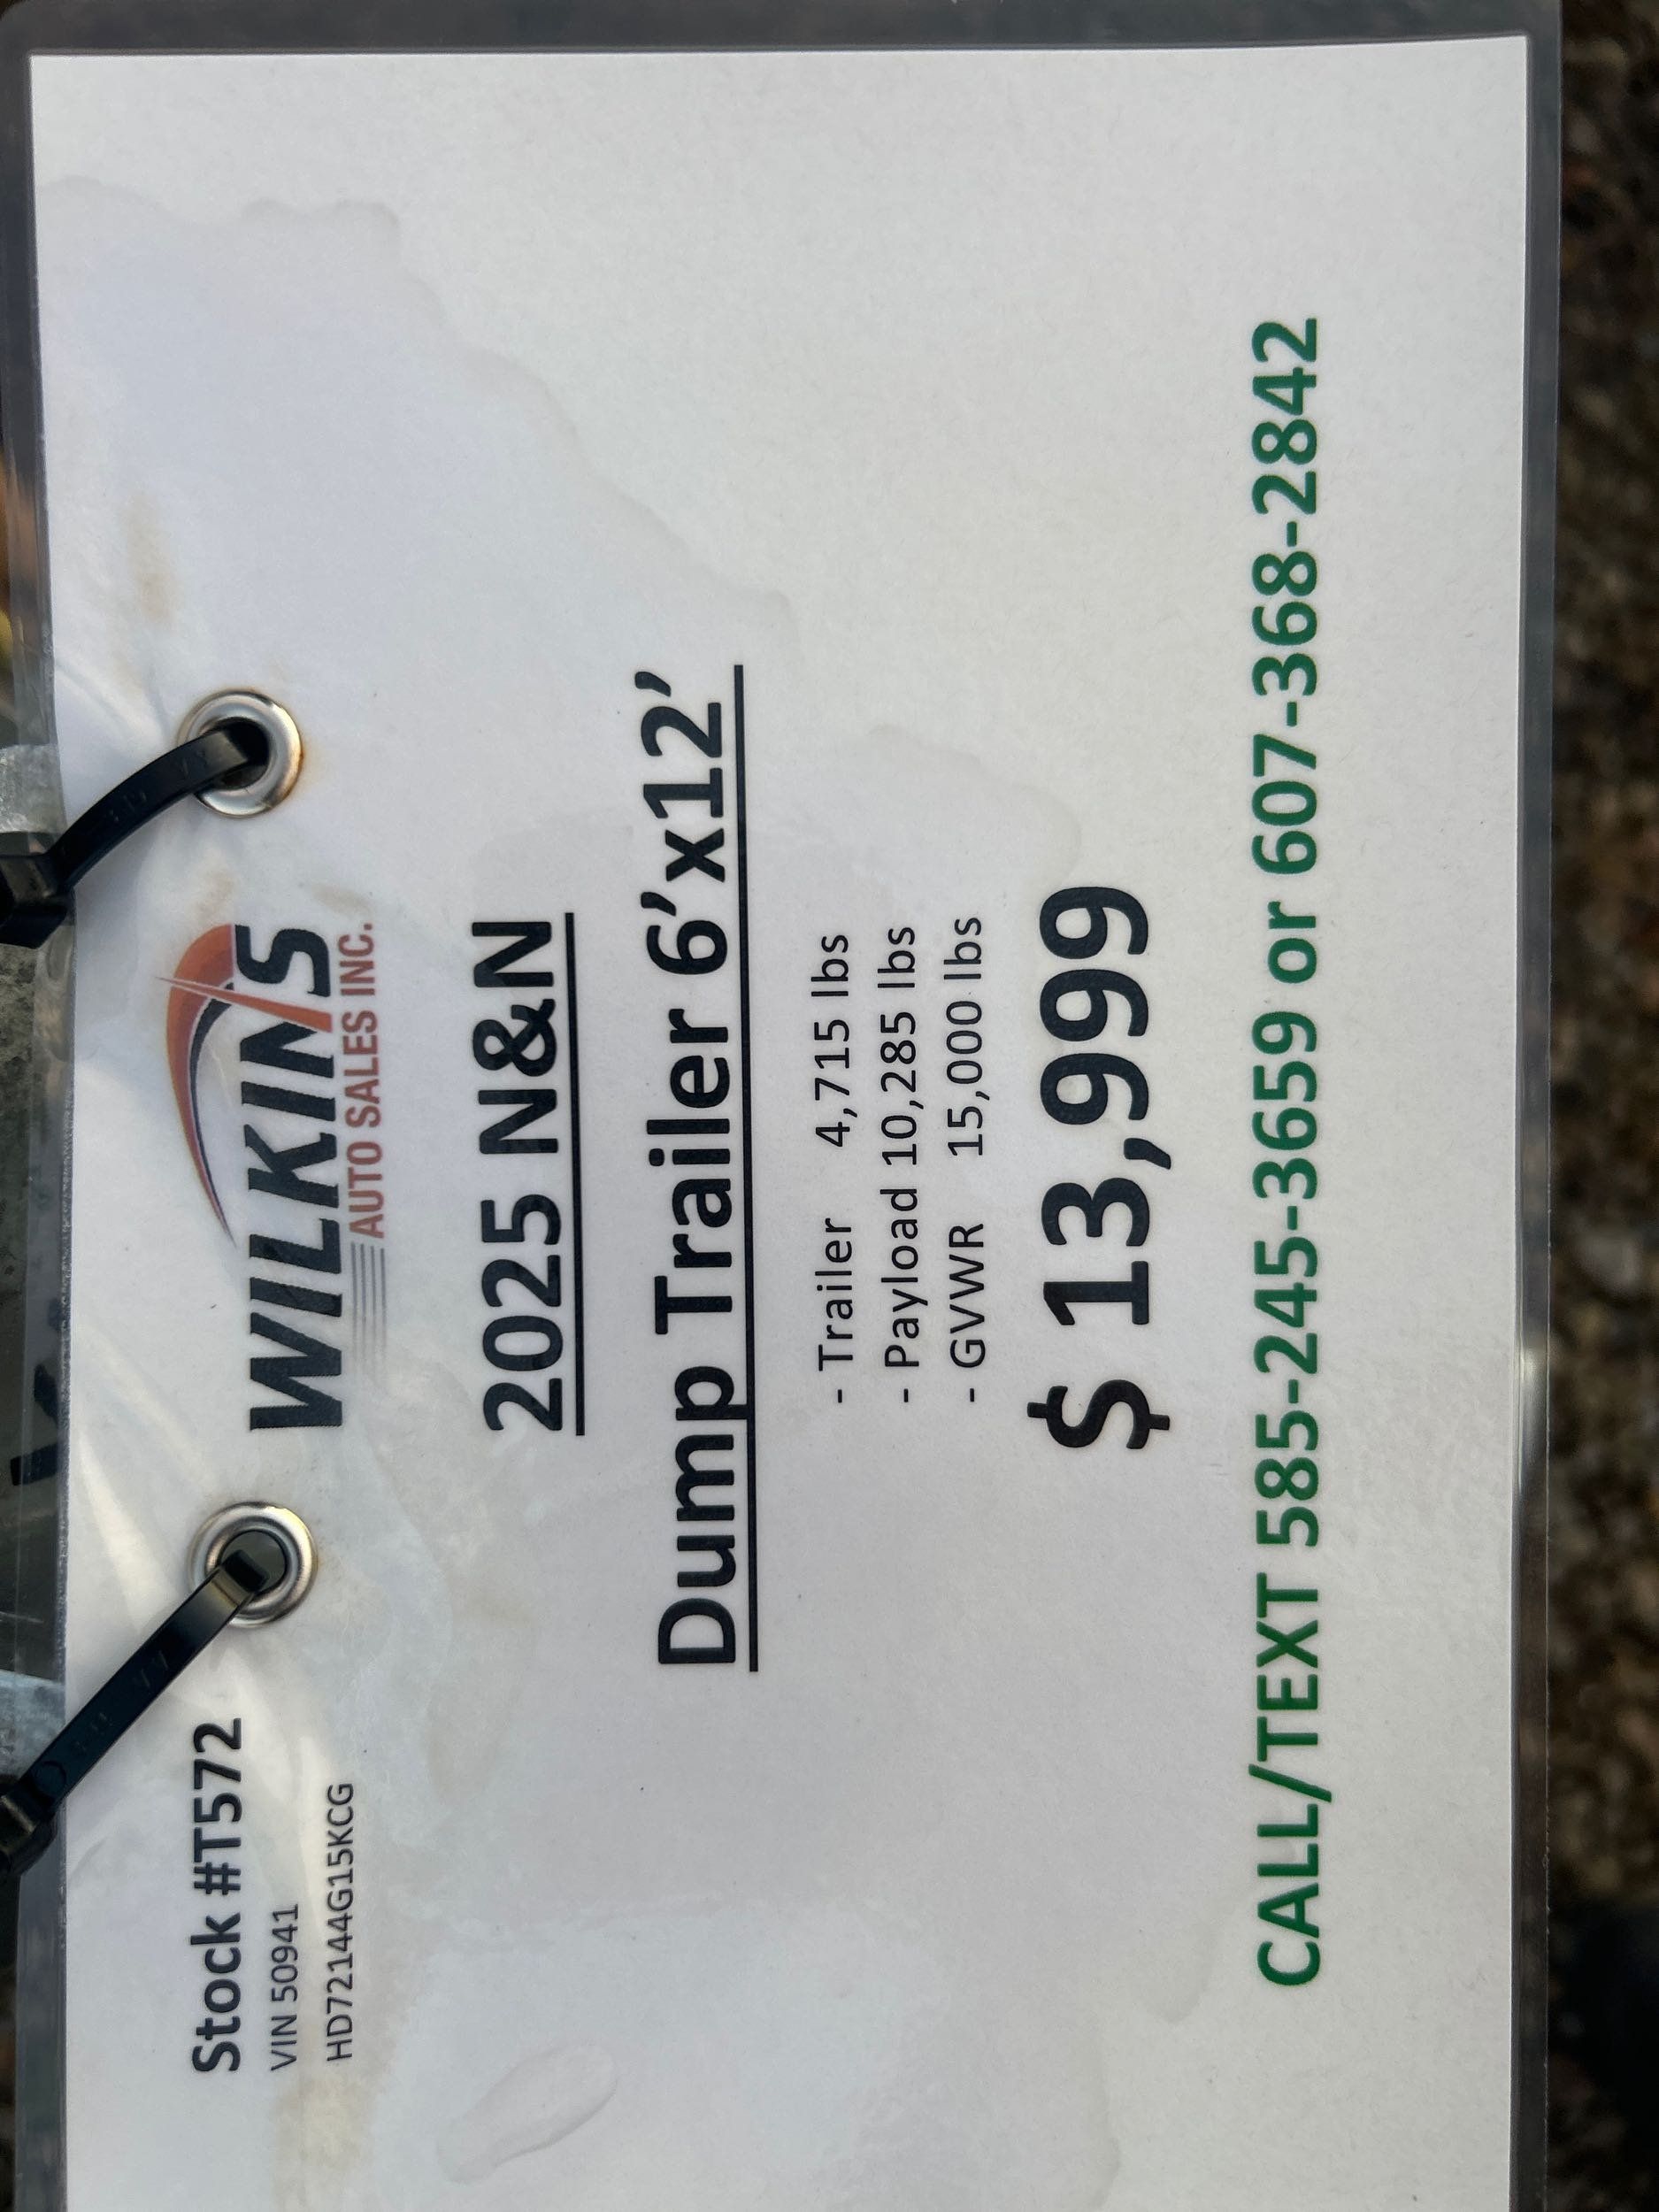 Stock #T572
VIN 50941
HD72144G15KCG
WILKINS
AUTO SALES INC.
2025 N&N
Dump Trailer 6'x12'
- Trailer 4,715 lbs
- Payload 10,285 lbs
- GVWR 15,000 lbs
$ 13,999
CALL/TEXT 585-245-3659 or 607-368-2842